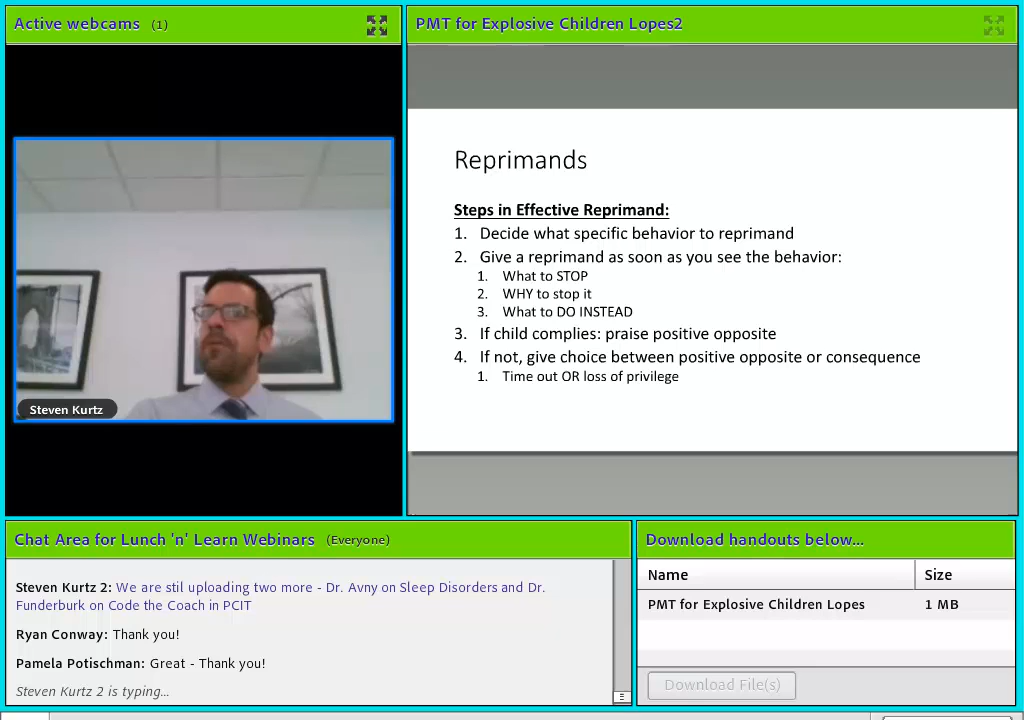 Active webcams (1)
PMT for Explosive Children Lopes2
Steven Kurtz
Reprimands
Steps in Effective Reprimand:
1. Decide what specific behavior to reprimand
2. Give a reprimand as soon as you see the behavior:
1. What to STOP
2. WHY to stop it
3. What to DO INSTEAD
3. If child complies: praise positive opposite
4. If not, give choice between positive opposite or consequence
1. Time out OR loss of privilege
Chat Area for Lunch 'n' Learn Webinars (Everyone)
Steven Kurtz 2: We are stil uploading two more - Dr. Avny on Sleep Disorders and Dr.
Funderburk on Code the Coach in PCIT
Ryan Conway: Thank you!
Pamela Potischman: Great - Thank you!
Steven Kurtz 2 is typing...
Download handouts below...
Name Size
PMT for Explosive Children Lopes 1 MB
Download File(s)